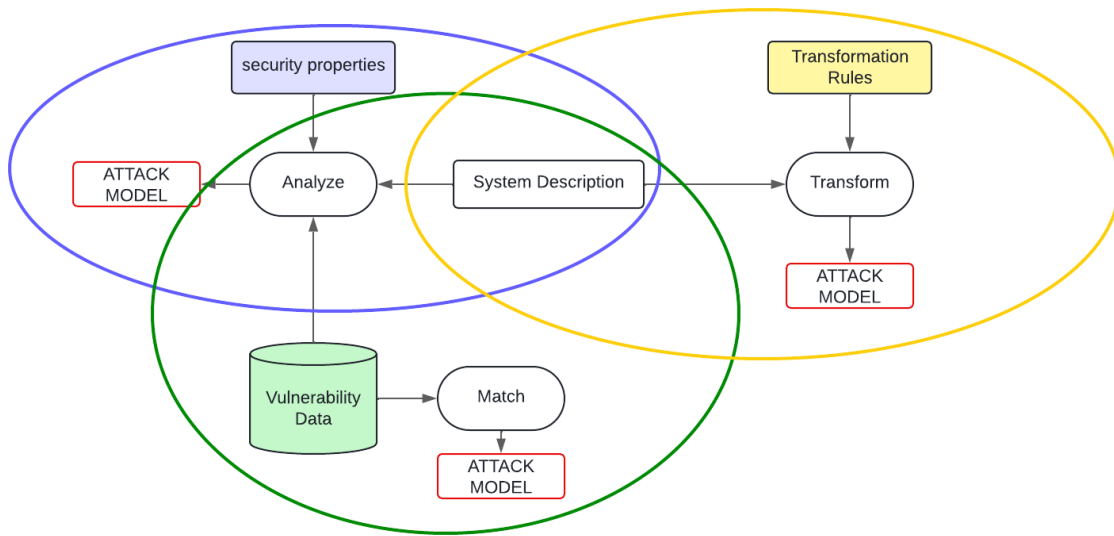 security properties
Transformation
Rules
ATTACK
MODEL
Analyze
System Description
Transform
ATTACK
MODEL
Vulnerability
Data
Match
ATTACK
MODEL